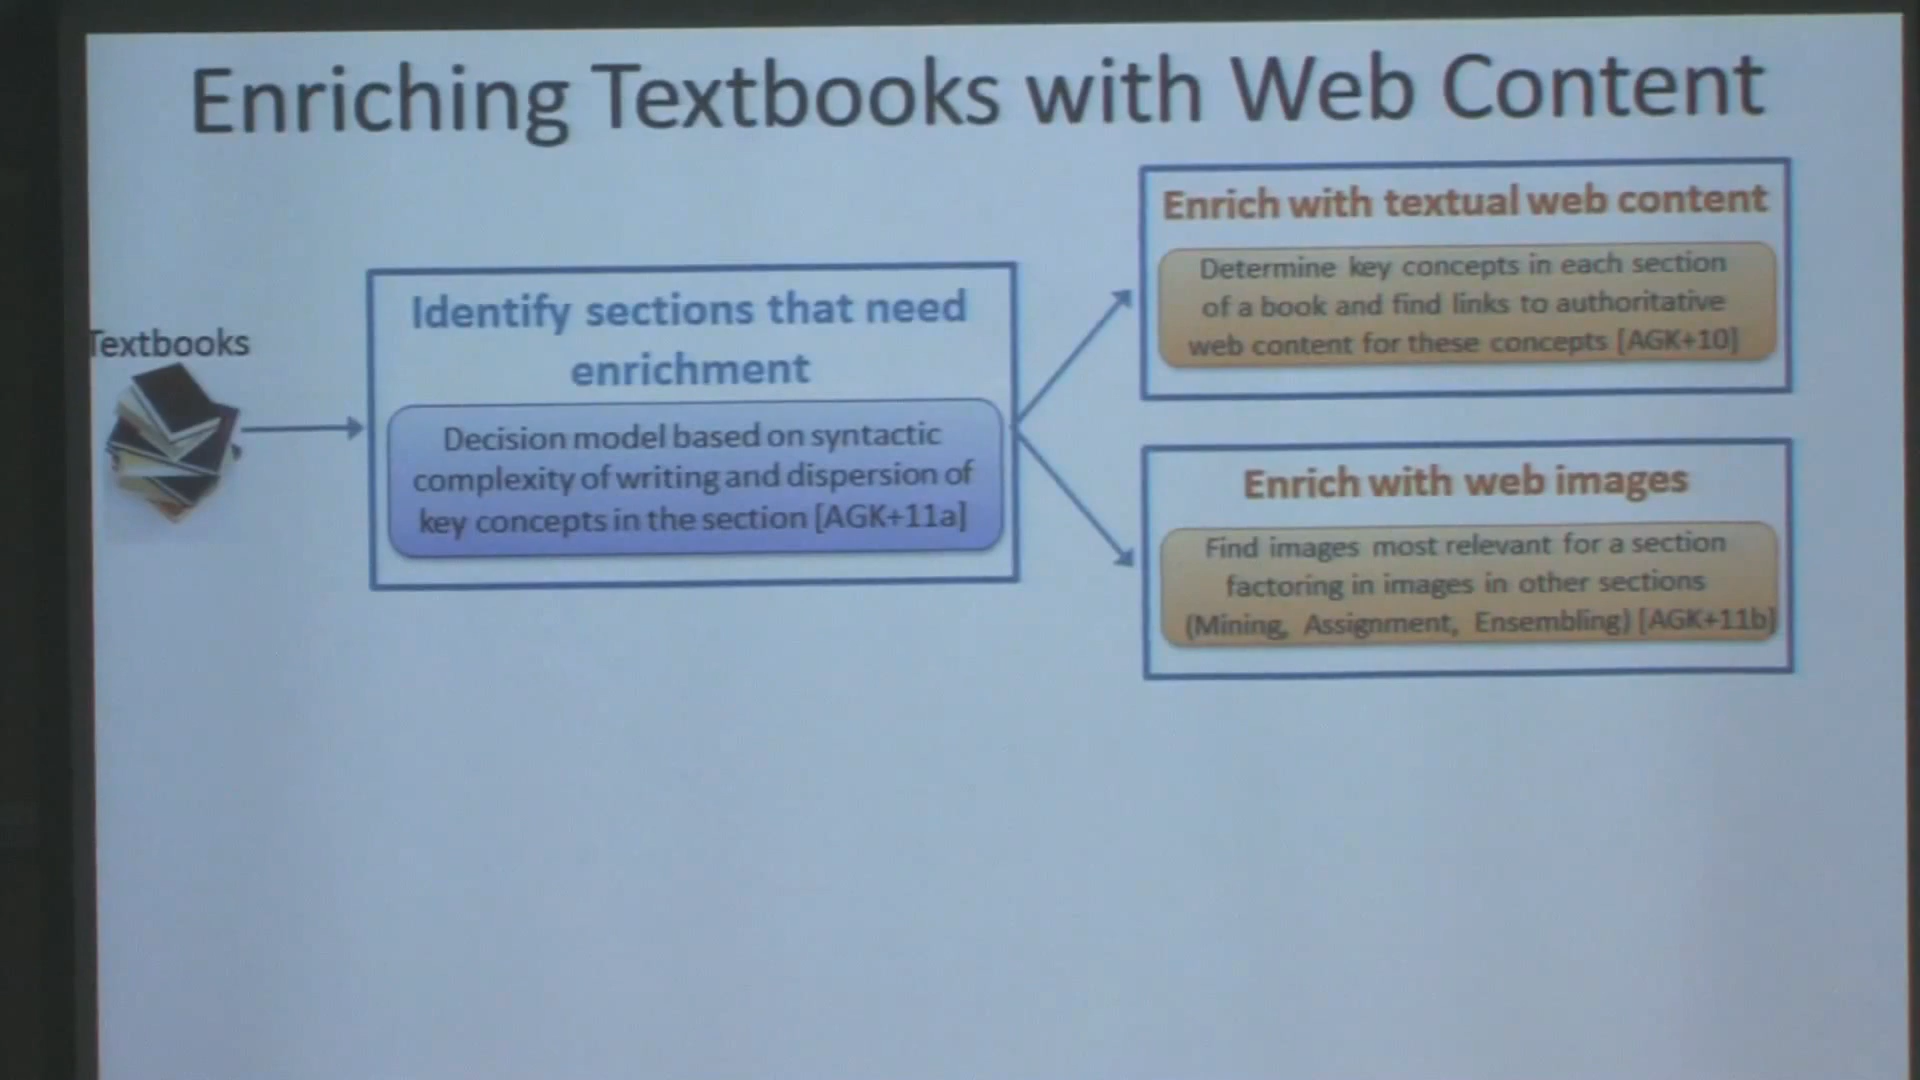 Enriching Textbooks with Web Content
Textbooks
Identify sections that need
enrichment
Decision model based on syntactic
complexity of writing and dispersion of
key concepts in the section [AGK+11a]
Enrich with textual web content
Determine key concepts in each section
of a book and find links to authoritative
web content for these concepts [AGK+10]
Enrich with web images
Find images most relevant for a section
factoring in images in other sections
(Mining, Assignment, Ensembling) [AGK+11b]